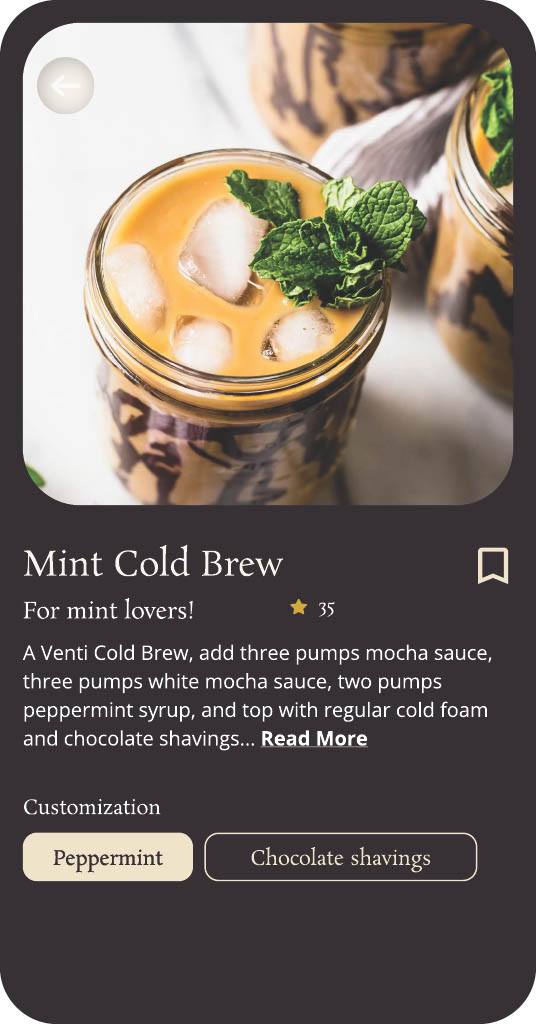 Mint Cold Brew
For mint lovers!
35
A Venti Cold Brew, add three pumps mocha sauce,
three pumps white mocha sauce, two pumps
peppermint syrup, and top with regular cold foam
and chocolate shavings... Read More
Customization
Peppermint
Chocolate shavings